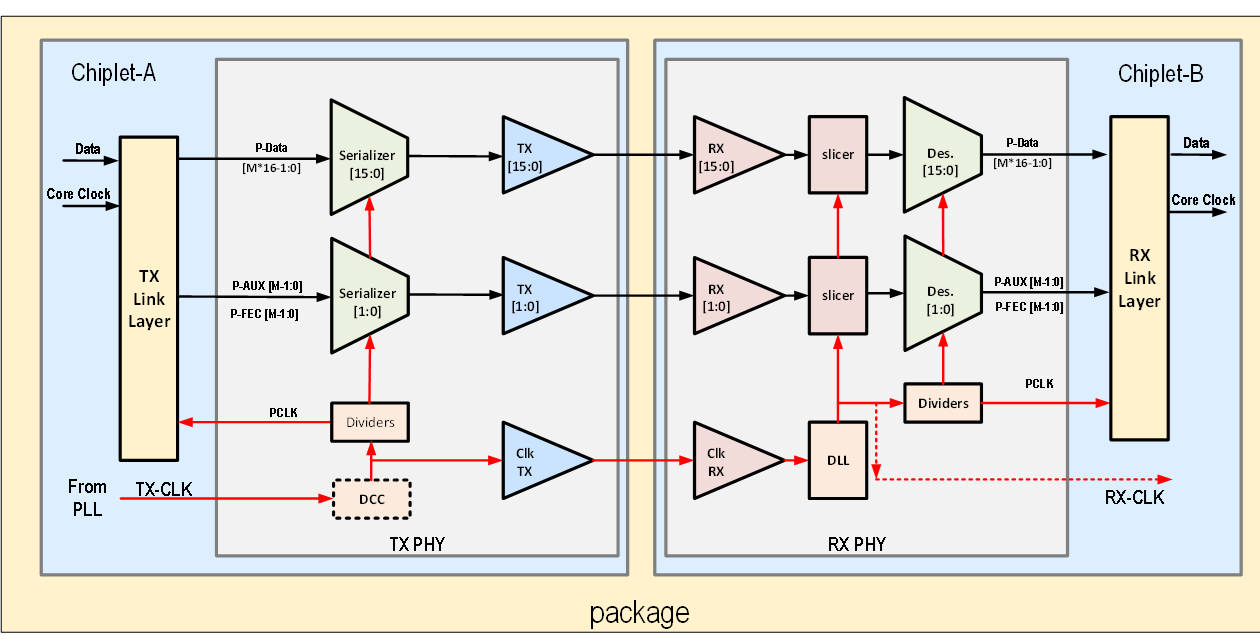 Chiplet-A
Chiplet-B
Data
P-Data
[M*16-1:0]
Serializer
[15:0]
TX
[15:0]
RX
[15:0]
slicer
Des.
[15:0]
P-Data
[M*16-1:0]
Data
Core Clock
Core Clock
TX
Link
Layer
P-AUX [M-1:0]
P-FEC [M-1:0]
Serializer
[1:0]
TX
[1:0]
RX
[1:0]
slicer
Des.
[1:0]
P-AUX [M-1:0]
P-FEC [M-1:0]
RX
Link
Layer
PCLK
Dividers
Clk
TX
Clk
RX
DLL
Dividers
PCLK
From
PLL
TX-CLK
DCC
RX-CLK
TX PHY
RX PHY
package